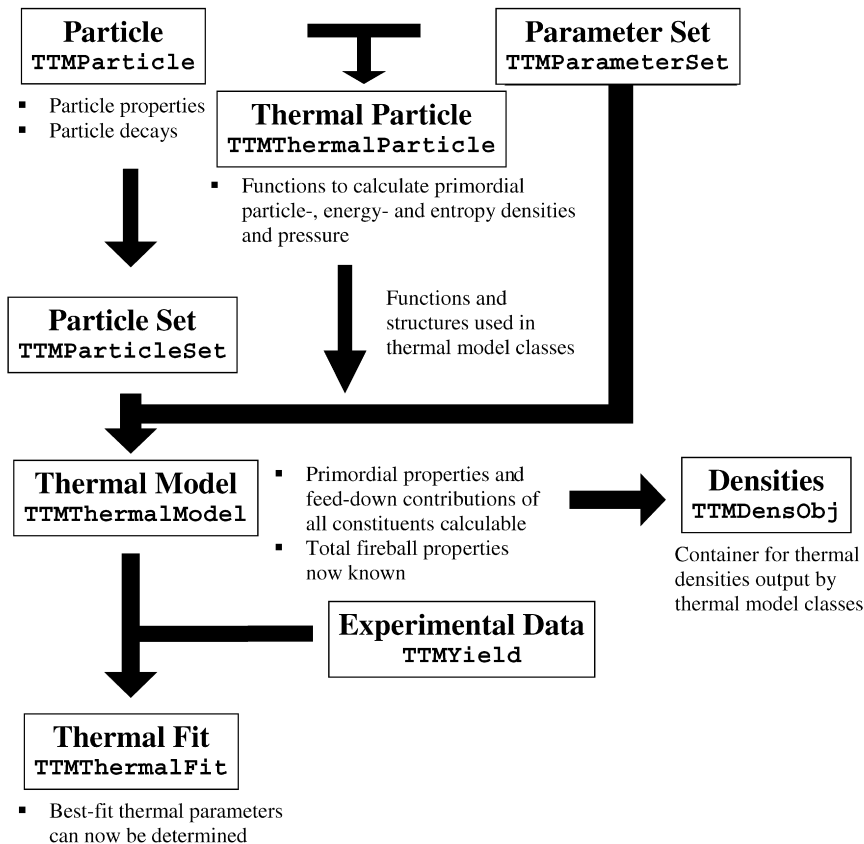 Particle
TTMParticle
▪ Particle properties
▪ Particle decays
Parameter Set
TTMParameterSet
Thermal Particle
TTMThermalParticle
▪ Functions to calculate primordial
particle-, energy- and entropy densities
and pressure
Functions and
structures used in
thermal model classes
Particle Set
TTMParticleSet
Thermal Model
TTMThermalModel
▪ Primordial properties and
feed-down contributions of
all constituents calculable
▪ Total fireball properties
now known
Densities
TTMDensObj
Container for thermal
densities output by
thermal model classes
Experimental Data
TTMYield
Thermal Fit
TTMThermalFit
▪ Best-fit thermal parameters
can now be determined